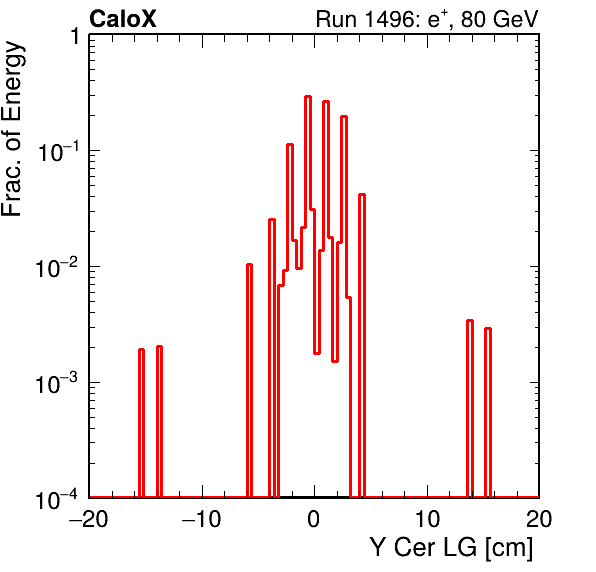 CaloX Run 1496: e⁺, 80 GeV
Frac. of Energy
1
10⁻¹
10⁻²
10⁻³
10⁻⁴
−20 −10 0 10 20
Y Cer LG [cm]